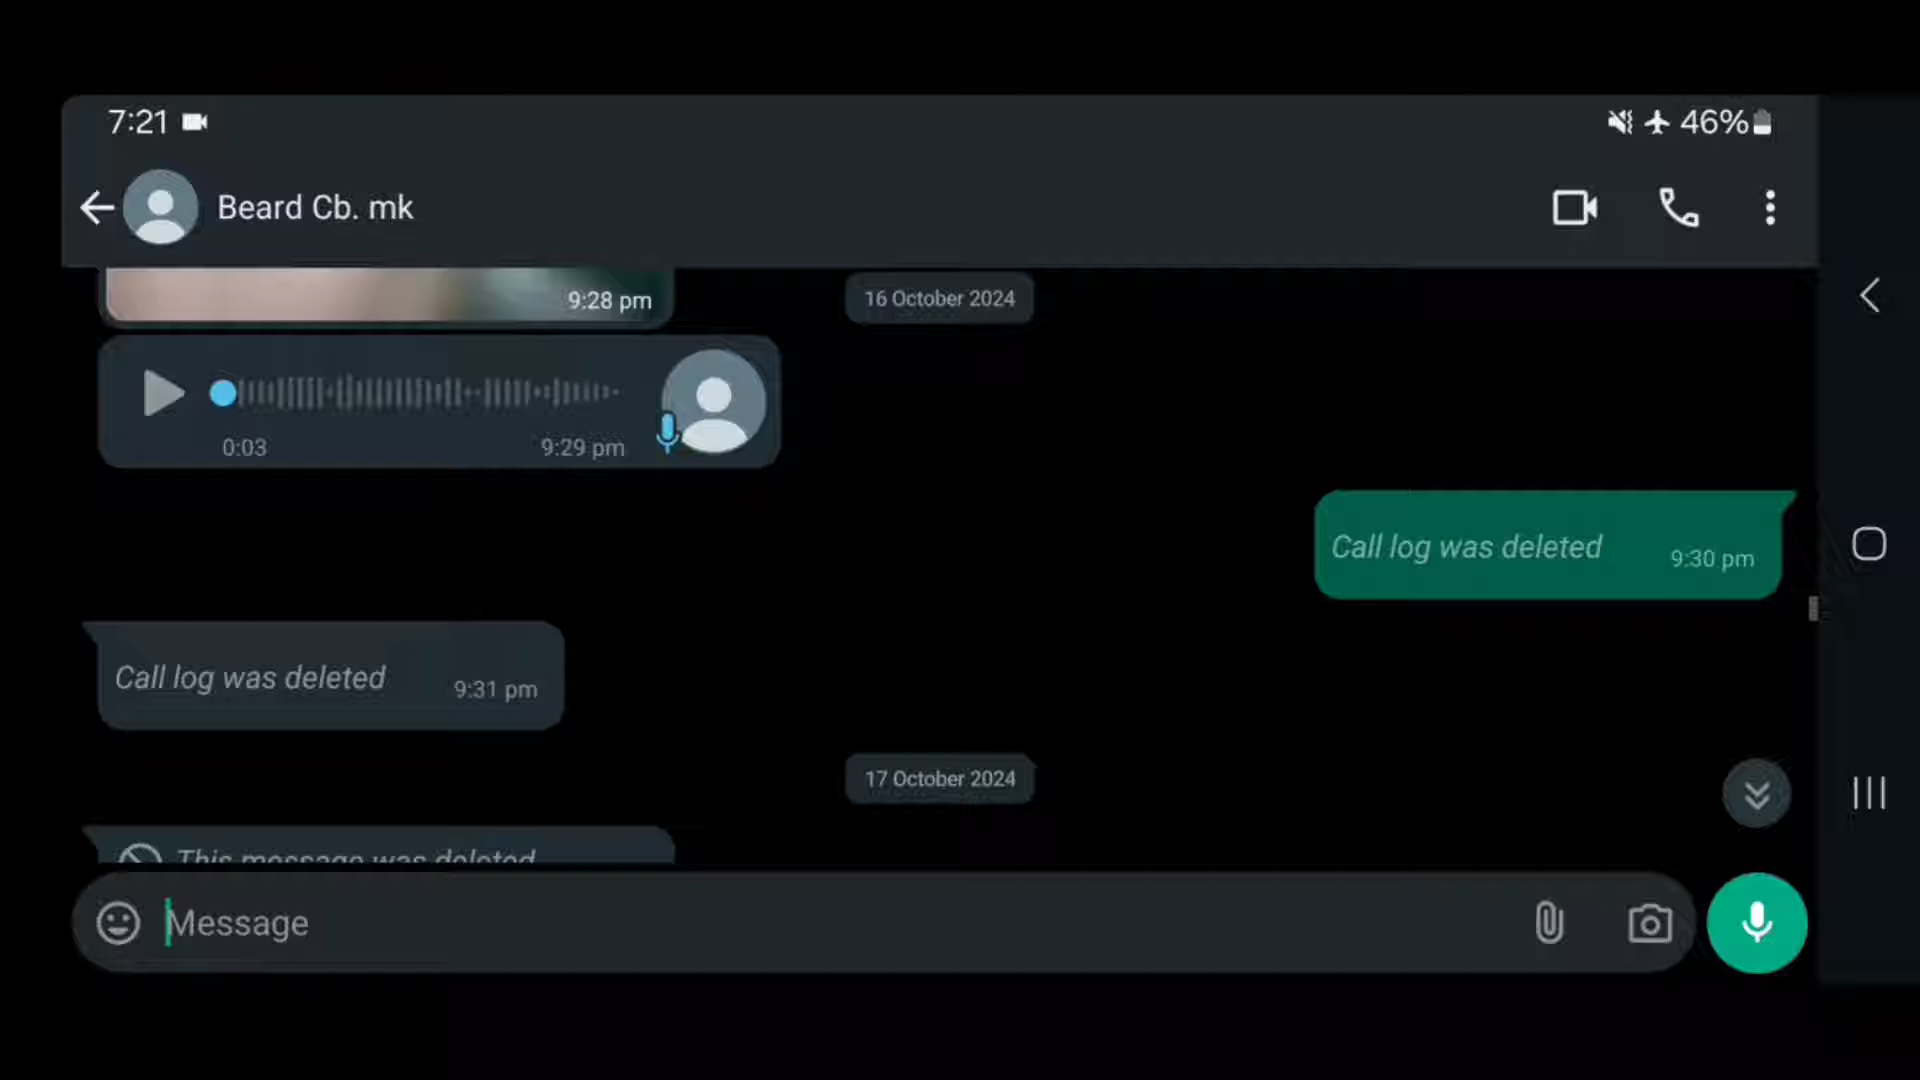 7:21
46%
Beard Cb. mk
9:28 pm
16 October 2024
0:03
9:29 pm
Call log was deleted
9:30 pm
Call log was deleted
9:31 pm
17 October 2024
This message was deleted
Message